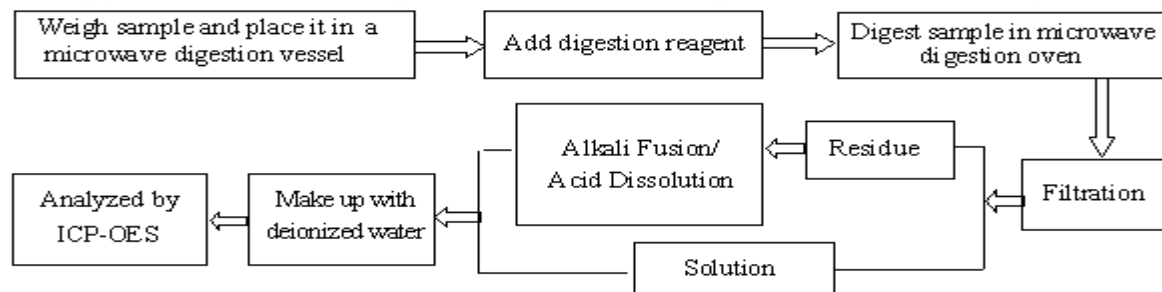 Weigh sample and place it in a
microwave digestion vessel
Add digestion reagent
Digest sample in microwave
digestion oven
Filtration
Residue
Alkali Fusion/
Acid Dissolution
Solution
Make up with
deionized water
Analyzed by
ICP-OES